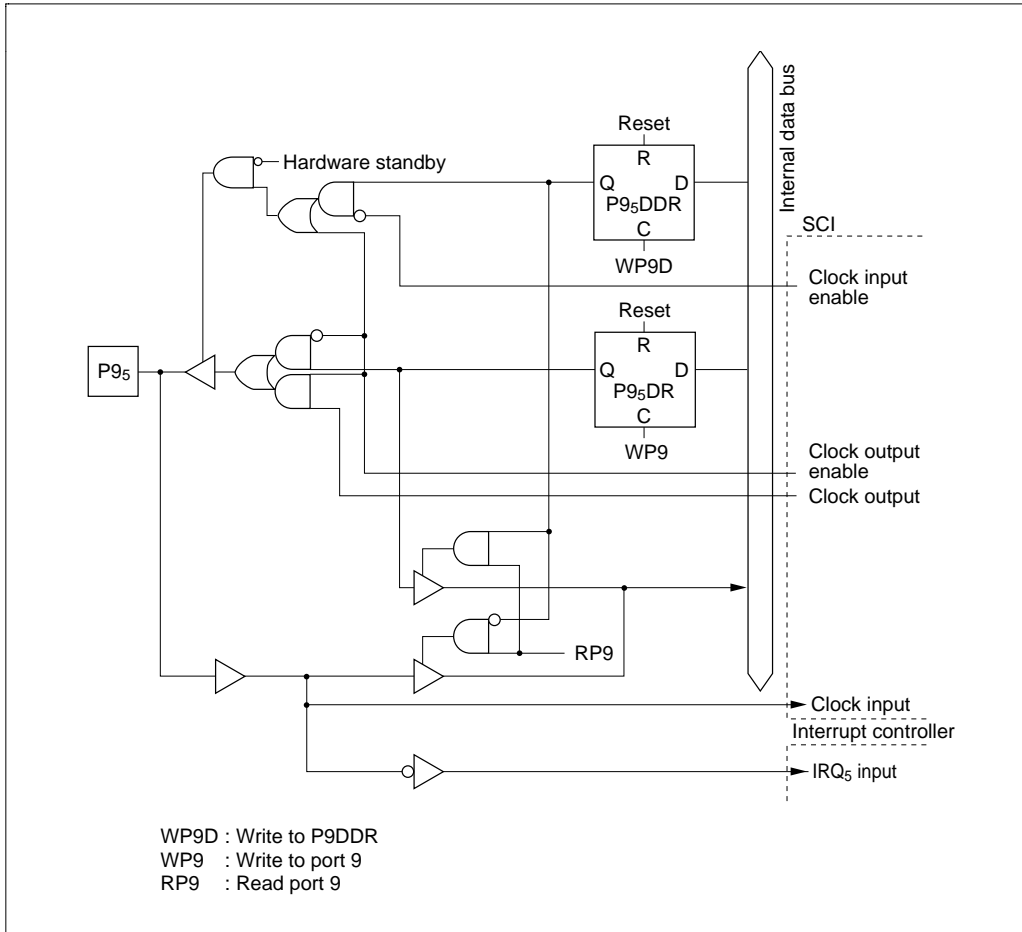 Internal data bus
Reset
R
Hardware standby
Q
D
P9₅DDR
C
SCI
WP9D
Clock input
enable
Reset
R
P9₅
Q
D
P9₅DR
C
WP9
Clock output
enable
Clock output
RP9
Clock input
Interrupt controller
IRQ₅ input
WP9D : Write to P9DDR
WP9 : Write to port 9
RP9 : Read port 9